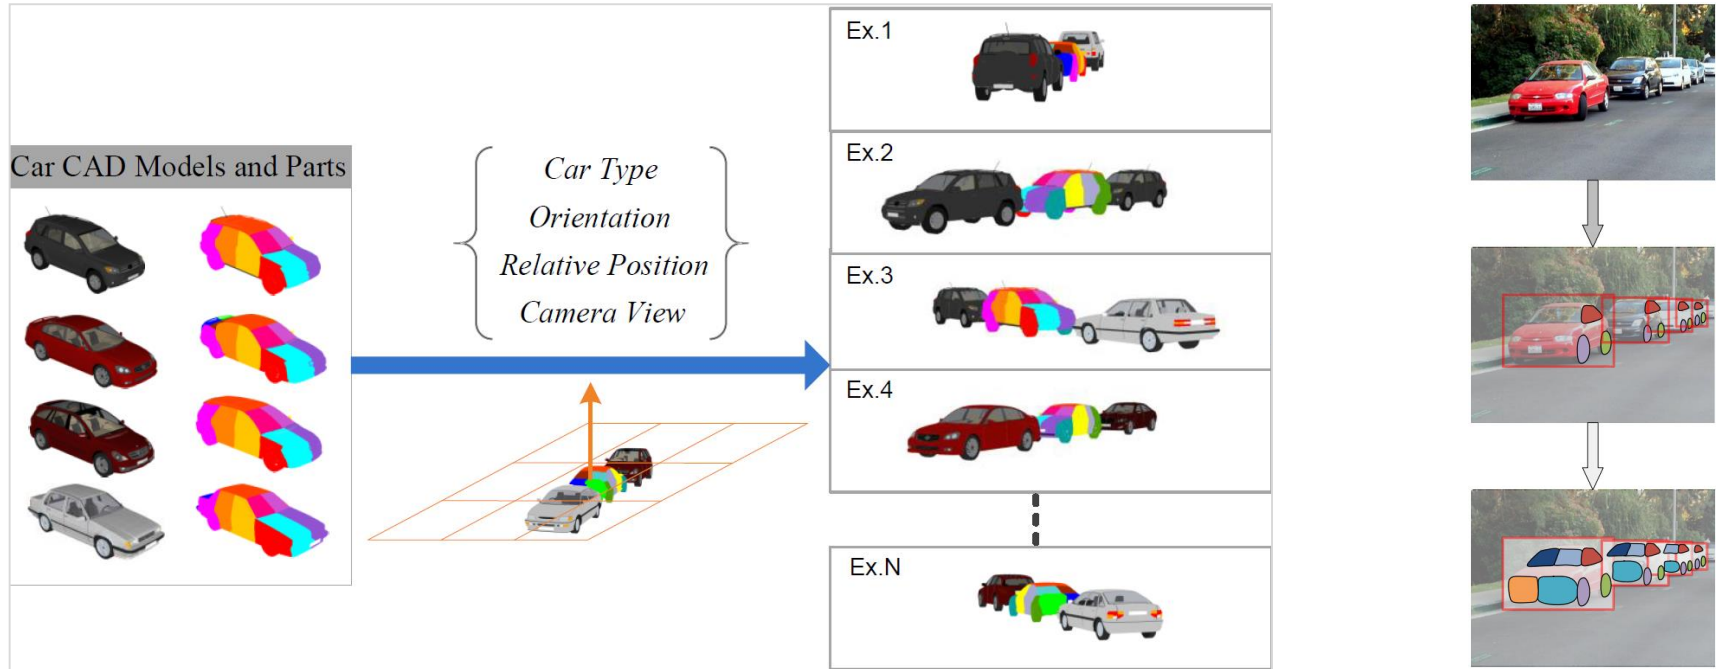 Car CAD Models and Parts
Car Type
Orientation
Relative Position
Camera View
Ex.1
Ex.2
Ex.3
Ex.4
Ex.N